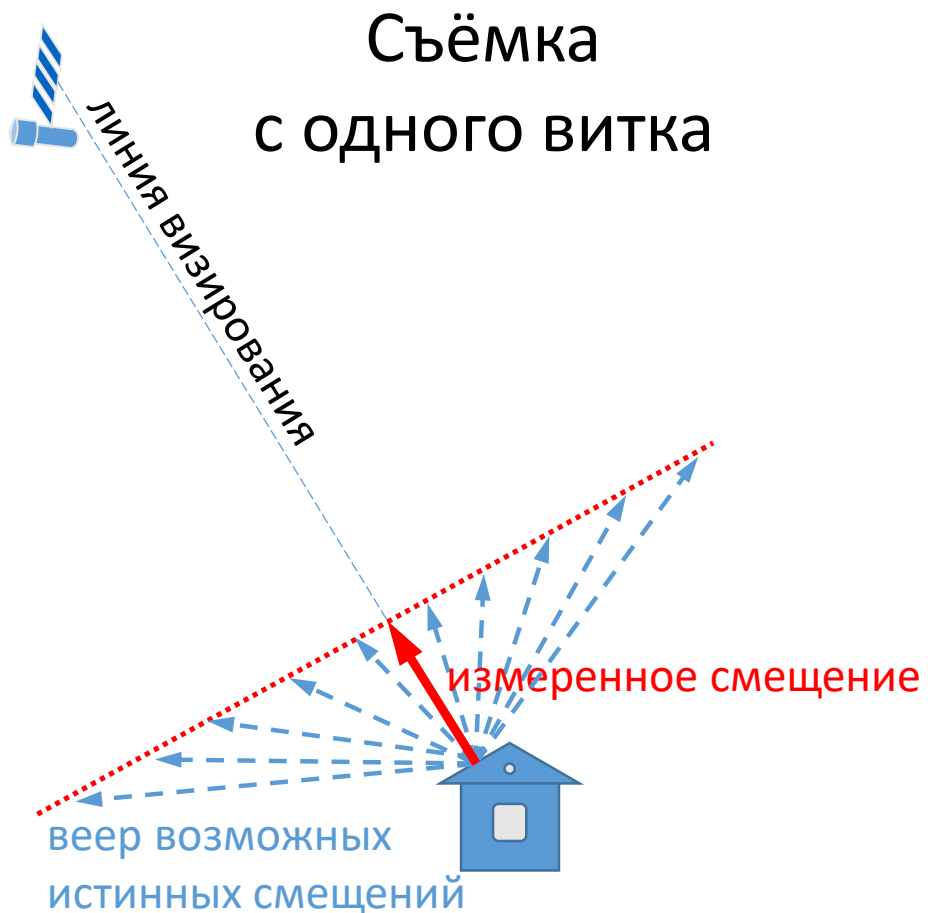 Съёмка
с одного витка
линия визирования
измеренное смещение
веер возможных
истинных смещений